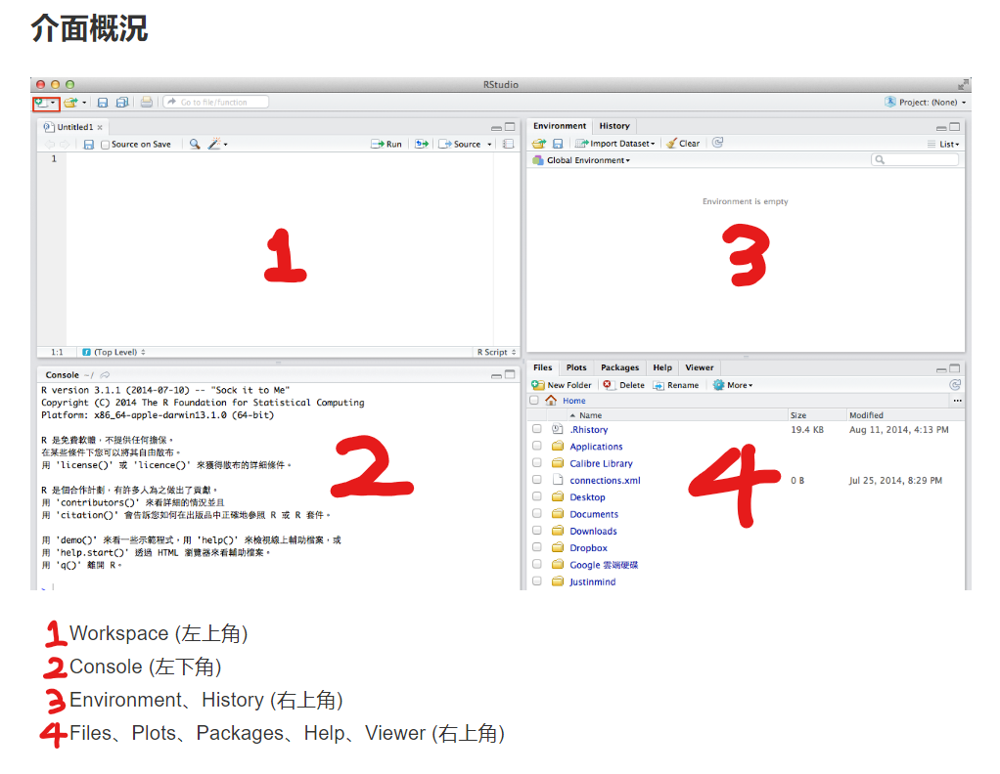 介面概況
RStudio
Go to file/function
Project: (None)
Untitled1
Source on Save
Run
Source
1
1
1:1
(Top Level)
R Script
Environment History
Import Dataset
Clear
List
Global Environment
Environment is empty
3
Console ~/
R version 3.1.1 (2014-07-10) -- "Sock it to Me"
Copyright (C) 2014 The R Foundation for Statistical Computing
Platform: x86_64-apple-darwin13.1.0 (64-bit)
R 是免費軟體，不提供任何擔保。
在某些條件下您可以將其自由散布。
用 'license()' 或 'licence()' 來獲得散布的詳細條件。
R 是個合作計劃，有許多人為之做出了貢獻。
用 'contributors()' 來看詳細的情況並且
用 'citation()' 會告訴您如何在出版品中正確地參照 R 或 R 套件。
用 'demo()' 來看一些示範程式，用 'help()' 來檢視線上輔助檔案，或
用 'help.start()' 透過 HTML 瀏覽器來看輔助檔案。
用 'q()' 離開 R。
>
2
Files Plots Packages Help Viewer
New Folder Delete Rename More
Home ...
Name Size Modified
.Rhistory 19.4 KB Aug 11, 2014, 4:13 PM
Applications
Calibre Library
connections.xml 0 B Jul 25, 2014, 8:29 PM
Desktop
Documents
Downloads
Dropbox
Google 雲端硬碟
Justinmind
4
1 Workspace (左上角)
2 Console (左下角)
3 Environment、History (右上角)
4 Files、Plots、Packages、Help、Viewer (右上角)